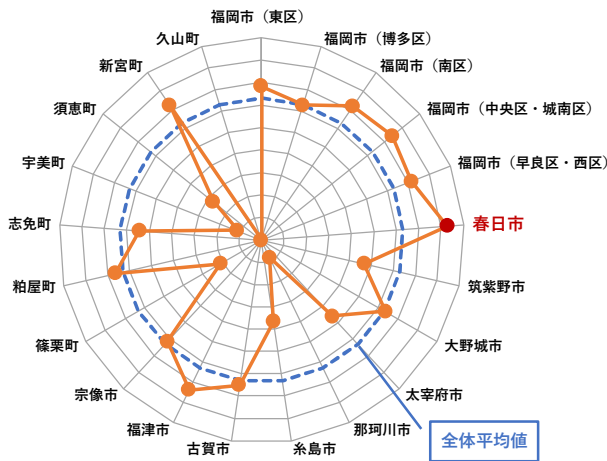 福岡市（東区）
福岡市（博多区）
福岡市（南区）
福岡市（中央区・城南区）
福岡市（早良区・西区）
春日市
筑紫野市
大野城市
太宰府市
那珂川市
糸島市
古賀市
福津市
宗像市
篠栗町
粕屋町
志免町
宇美町
須恵町
新宮町
久山町
全体平均値